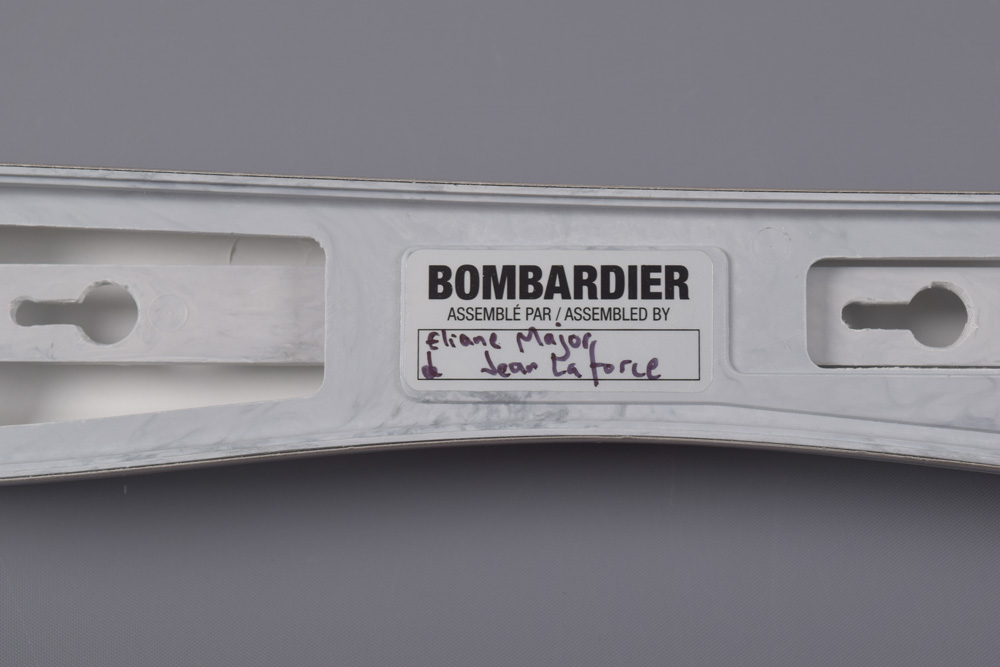 BOMBARDIER
ASSEMBLÉ PAR / ASSEMBLED BY
Eliane Major
& Jean Laforce